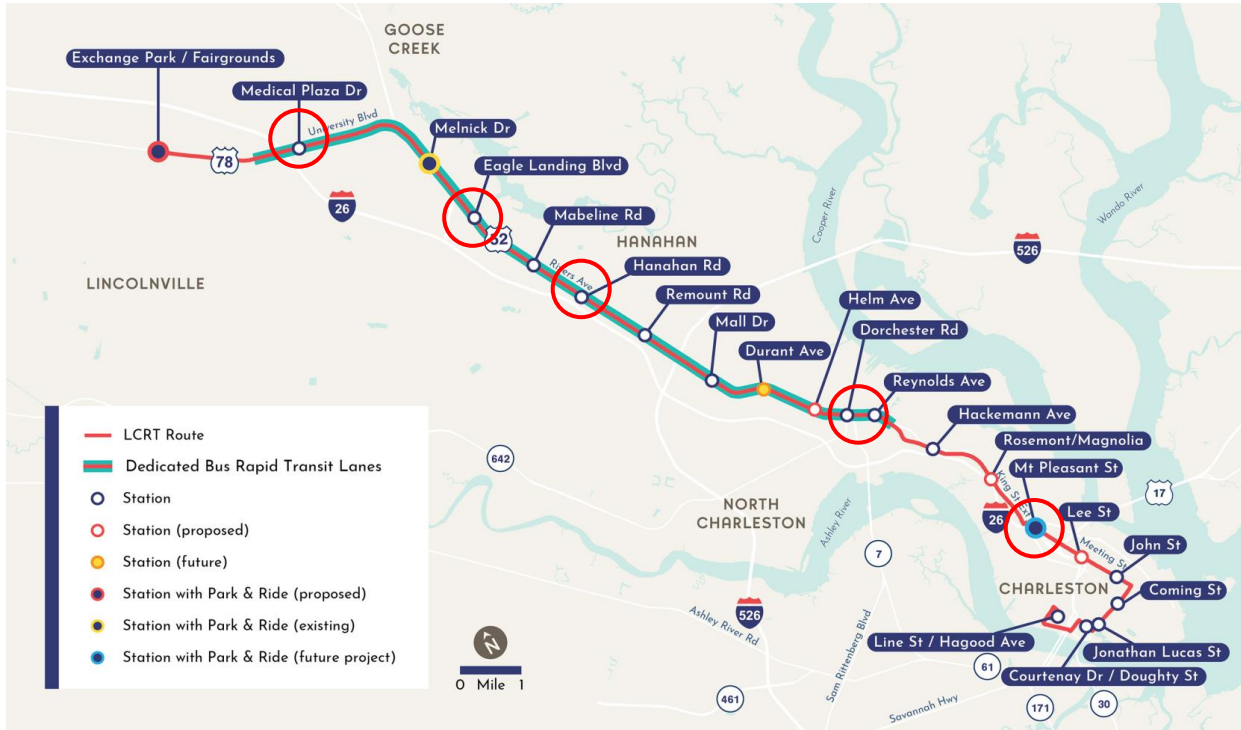 GOOSE
CREEK
Exchange Park / Fairgrounds
Medical Plaza Dr
University Blvd
Melnick Dr
78
Eagle Landing Blvd
26
Mabeline Rd
52
HANAHAN
Rivers Ave
Hanahan Rd
Cooper River
Wando River
526
LINCOLNVILLE
Remount Rd
Helm Ave
Mall Dr
Dorchester Rd
Durant Ave
Reynolds Ave
Hackemann Ave
Rosemont/Magnolia
Mt Pleasant St
King St Ext
17
26
Lee St
Meeting St
John St
CHARLESTON
Coming St
Line St / Hagood Ave
Jonathan Lucas St
Courtenay Dr / Doughty St
61
171
30
642
NORTH
CHARLESTON
Ashley River
7
526
Ashley River Rd
Sam Rittenberg Blvd
461
Savannah Hwy
LCRT Route
Dedicated Bus Rapid Transit Lanes
Station
Station (proposed)
Station (future)
Station with Park & Ride (proposed)
Station with Park & Ride (existing)
Station with Park & Ride (future project)
N
0 Mile 1